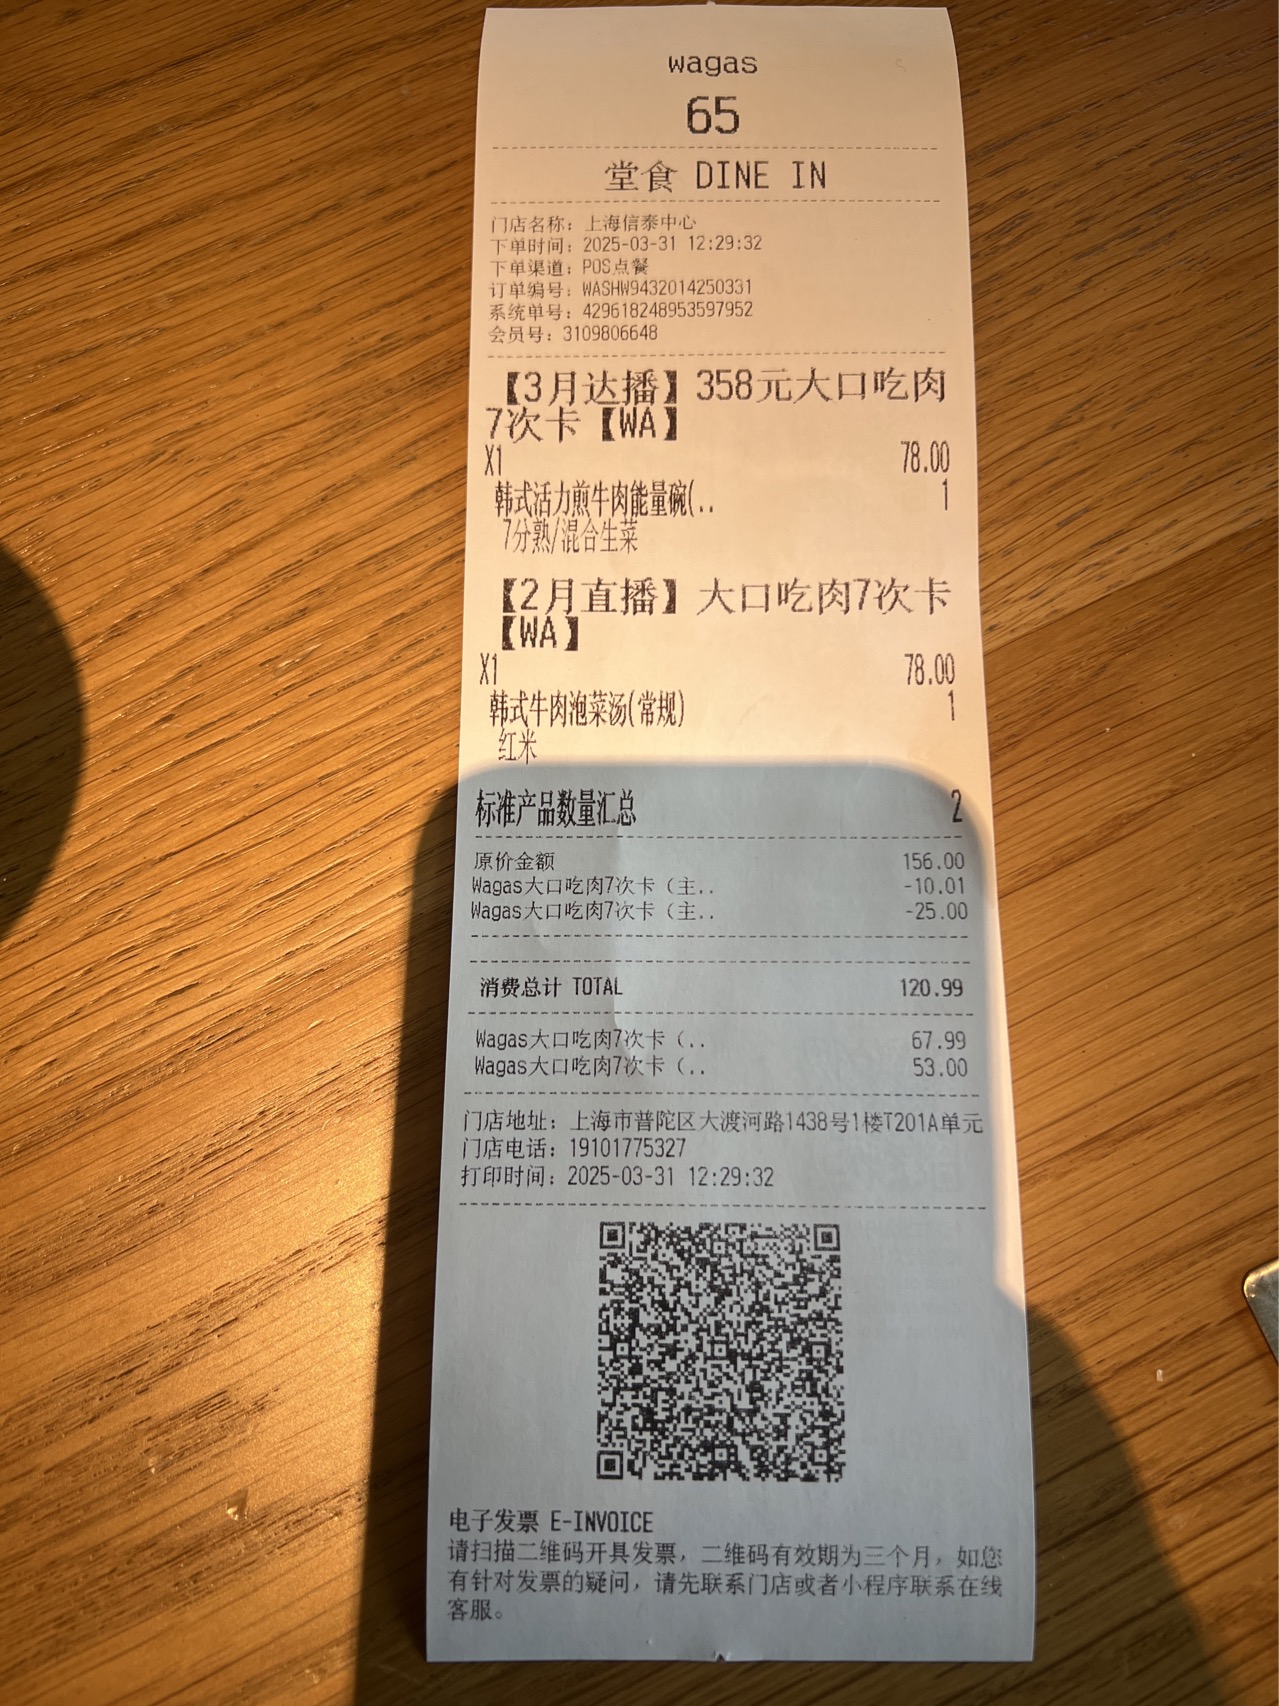 wagas
65
堂食 DINE IN
门店名称: 上海信泰中心
下单时间: 2025-03-31 12:29:32
下单渠道: POS点餐
订单编号: WASHW9432014250331
系统单号: 429618248953597952
会员号: 3109806648
【3月达播】358元大口吃肉
7次卡【WA】
X1 78.00
韩式活力煎牛肉能量碗(.. 1
7分熟/混合生菜
【2月直播】大口吃肉7次卡
【WA】
X1 78.00
韩式牛肉泡菜汤(常规) 1
红米
标准产品数量汇总 2
原价金额 156.00
Wagas大口吃肉7次卡（主.. -10.01
Wagas大口吃肉7次卡（主.. -25.00
消费总计 TOTAL 120.99
Wagas大口吃肉7次卡（.. 67.99
Wagas大口吃肉7次卡（.. 53.00
门店地址: 上海市普陀区大渡河路1438号1楼T201A单元
门店电话: 19101775327
打印时间: 2025-03-31 12:29:32
电子发票 E-INVOICE
请扫描二维码开具发票，二维码有效期为三个月，如您
有针对发票的疑问，请先联系门店或者小程序联系在线
客服。